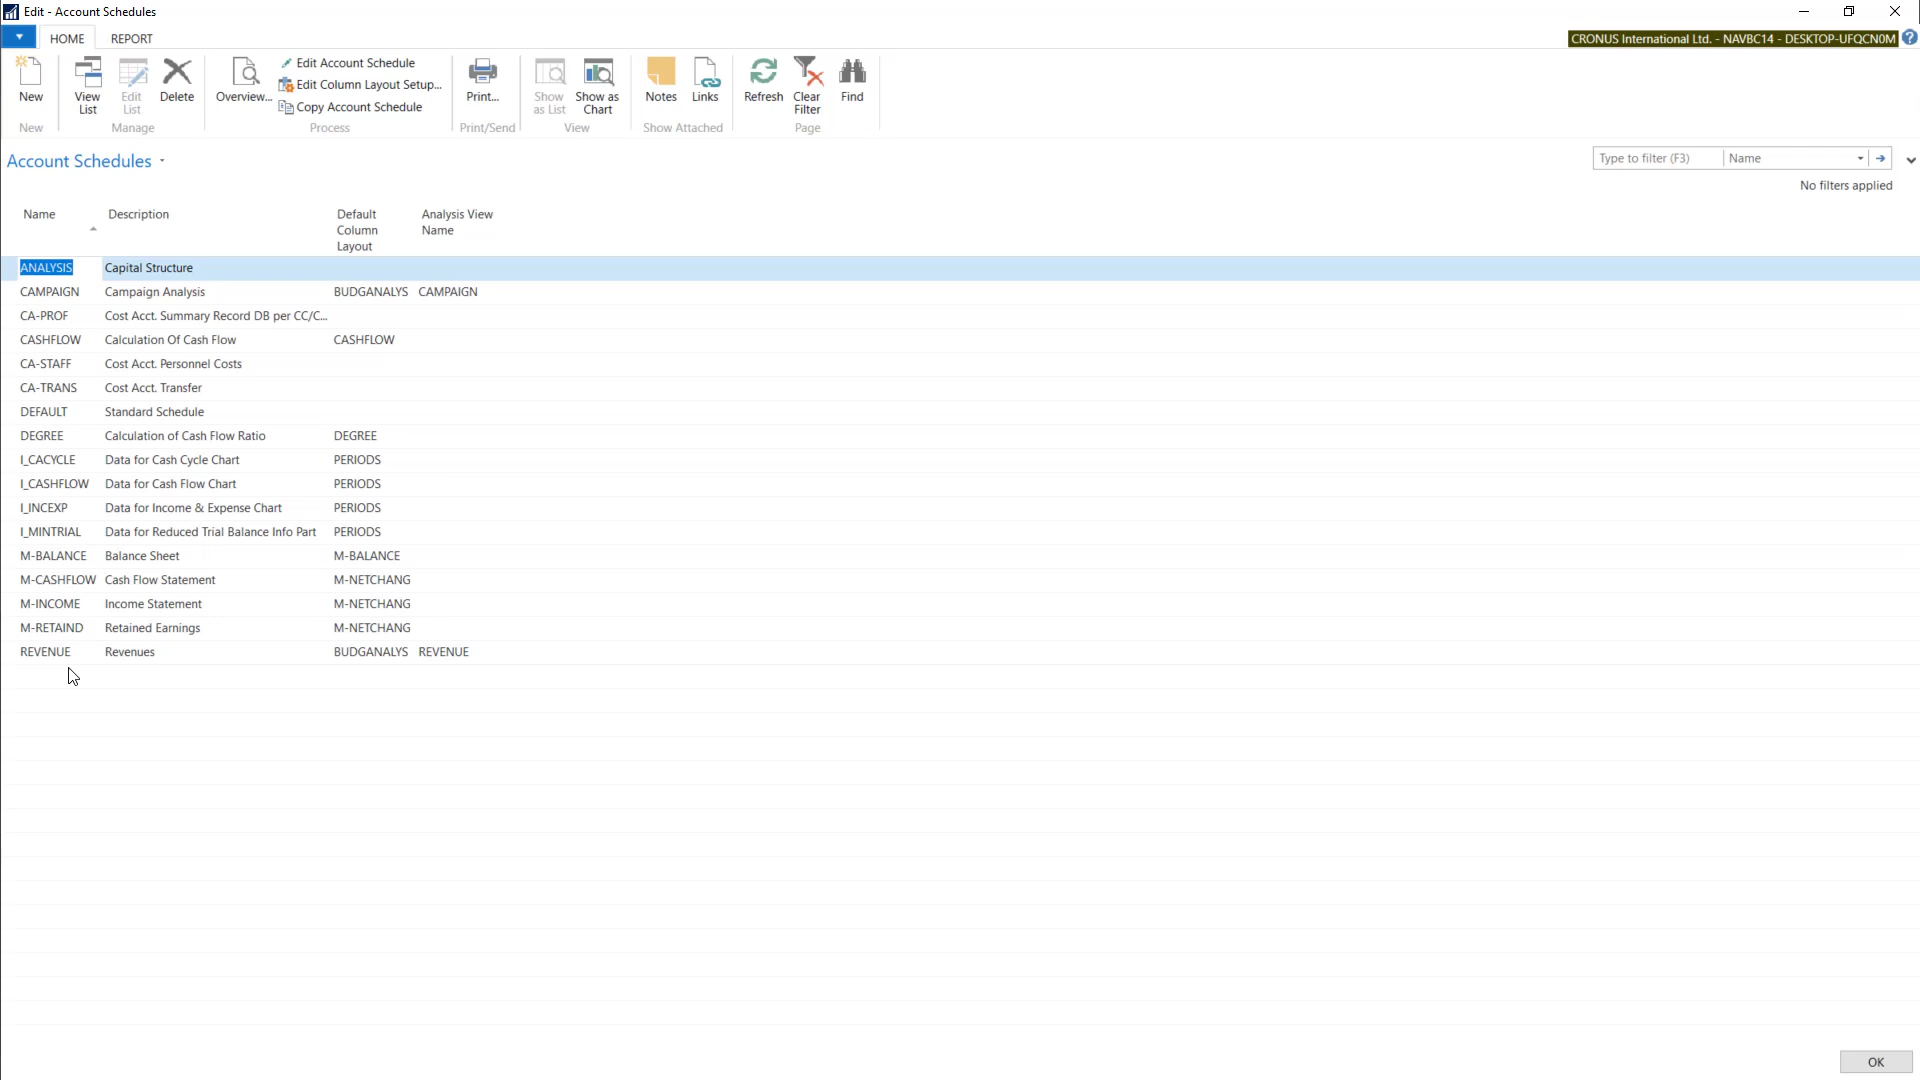 Edit - Account Schedules
HOME REPORT
CRONUS International Ltd. - NAVBC14 - DESKTOP-UFQCN0M
New
View List
Edit List
Delete
Overview...
Edit Account Schedule
Edit Column Layout Setup...
Copy Account Schedule
Print...
Show as List
Show as Chart
Notes
Links
Refresh
Clear Filter
Find
New Manage Process Print/Send View Show Attached Page
Account Schedules
Type to filter (F3) Name
No filters applied
Name Description Default Column Layout Analysis View Name
ANALYSIS Capital Structure
CAMPAIGN Campaign Analysis BUDGANALYS CAMPAIGN
CA-PROF Cost Acct. Summary Record DB per CC/C...
CASHFLOW Calculation Of Cash Flow CASHFLOW
CA-STAFF Cost Acct. Personnel Costs
CA-TRANS Cost Acct. Transfer
DEFAULT Standard Schedule
DEGREE Calculation of Cash Flow Ratio DEGREE
I_CACYCLE Data for Cash Cycle Chart PERIODS
I_CASHFLOW Data for Cash Flow Chart PERIODS
I_INCEXP Data for Income & Expense Chart PERIODS
I_MINTRIAL Data for Reduced Trial Balance Info Part PERIODS
M-BALANCE Balance Sheet M-BALANCE
M-CASHFLOW Cash Flow Statement M-NETCHANG
M-INCOME Income Statement M-NETCHANG
M-RETAIND Retained Earnings M-NETCHANG
REVENUE Revenues BUDGANALYS REVENUE
OK